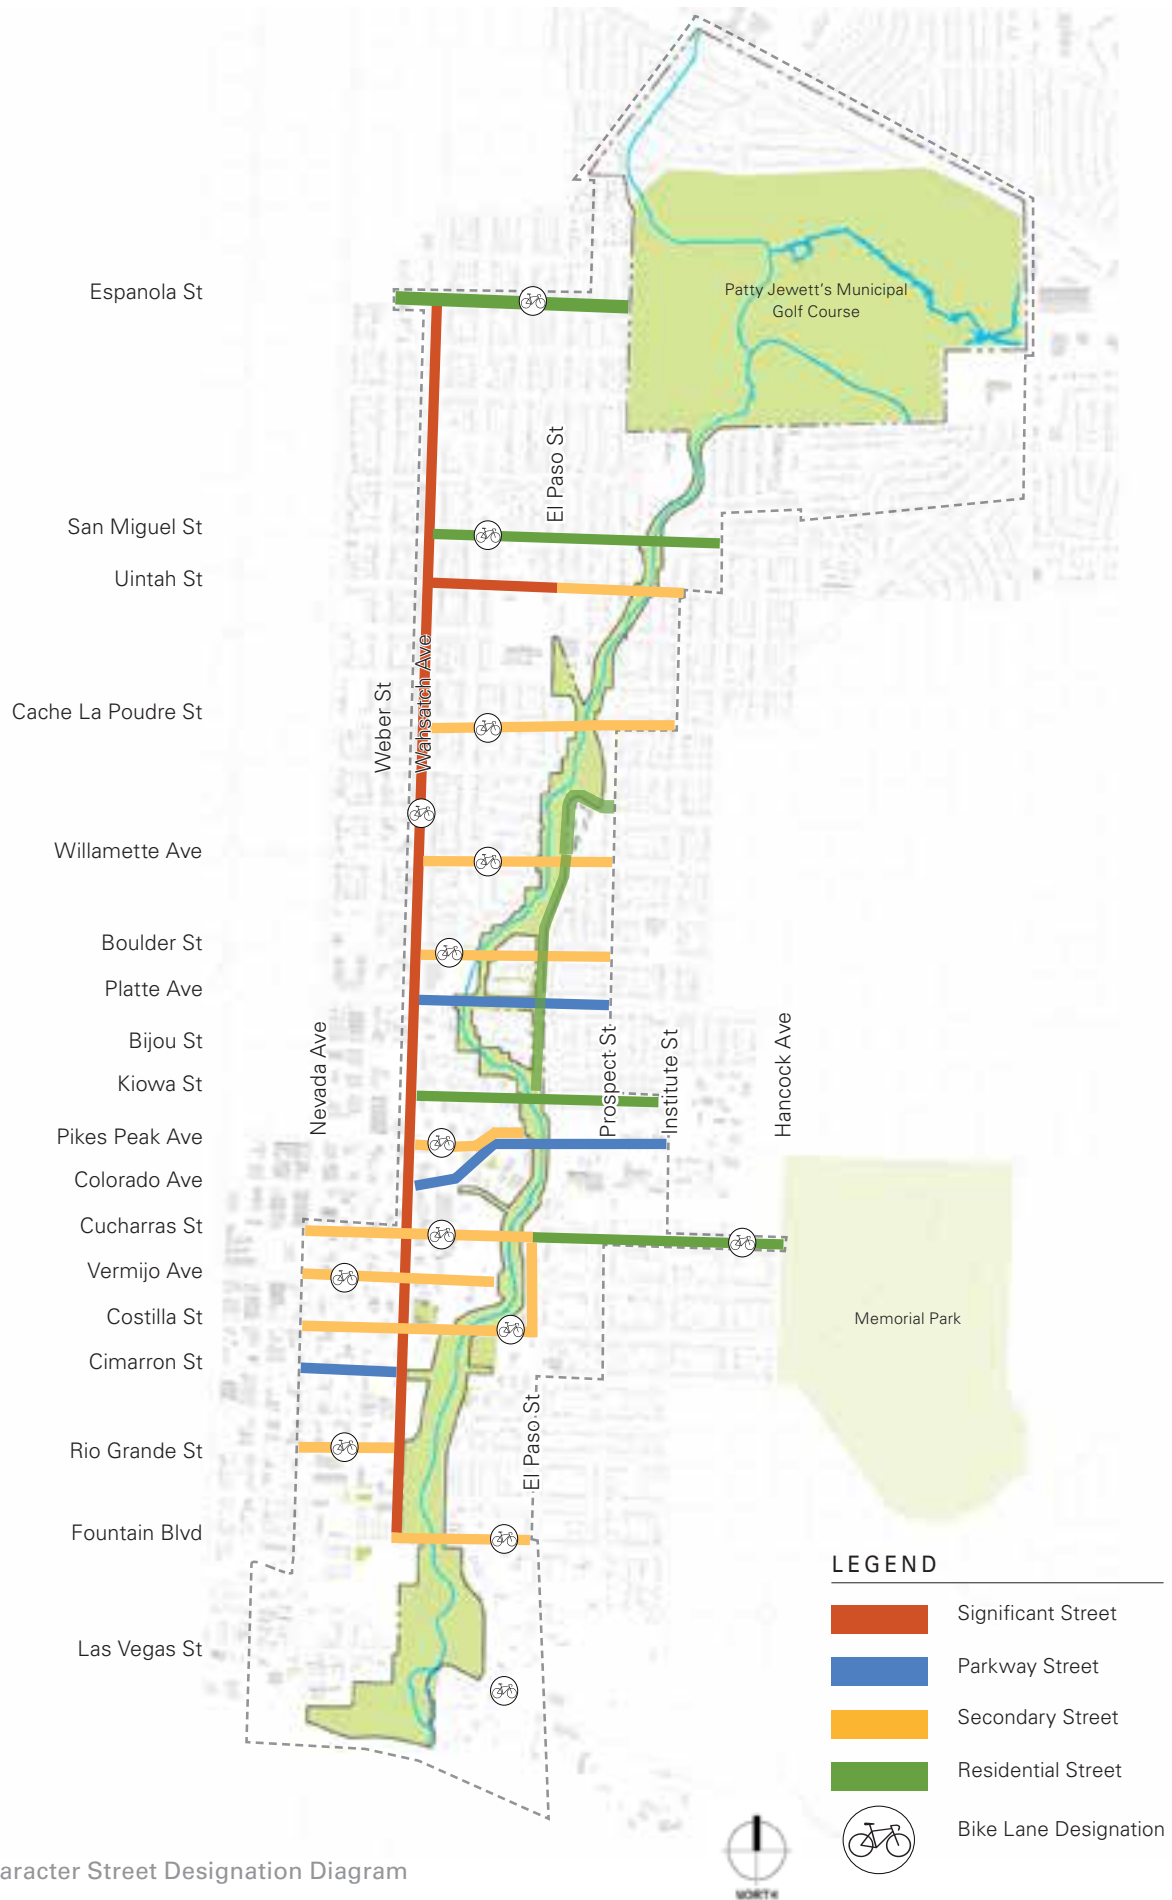 Patty Jewett's Municipal
Golf Course
Espanola St
El Paso St
San Miguel St
Uintah St
Wahsatch Ave
Weber St
Cache La Poudre St
Willamette Ave
Boulder St
Platte Ave
Bijou St
Nevada Ave
Prospect St
Institute St
Hancock Ave
Kiowa St
Pikes Peak Ave
Colorado Ave
Cucharras St
Vermijo Ave
Costilla St
Memorial Park
Cimarron St
El Paso St
Rio Grande St
Fountain Blvd
LEGEND
Significant Street
Las Vegas St
Parkway Street
Secondary Street
Residential Street
Bike Lane Designation
aracter Street Designation Diagram
NORTH